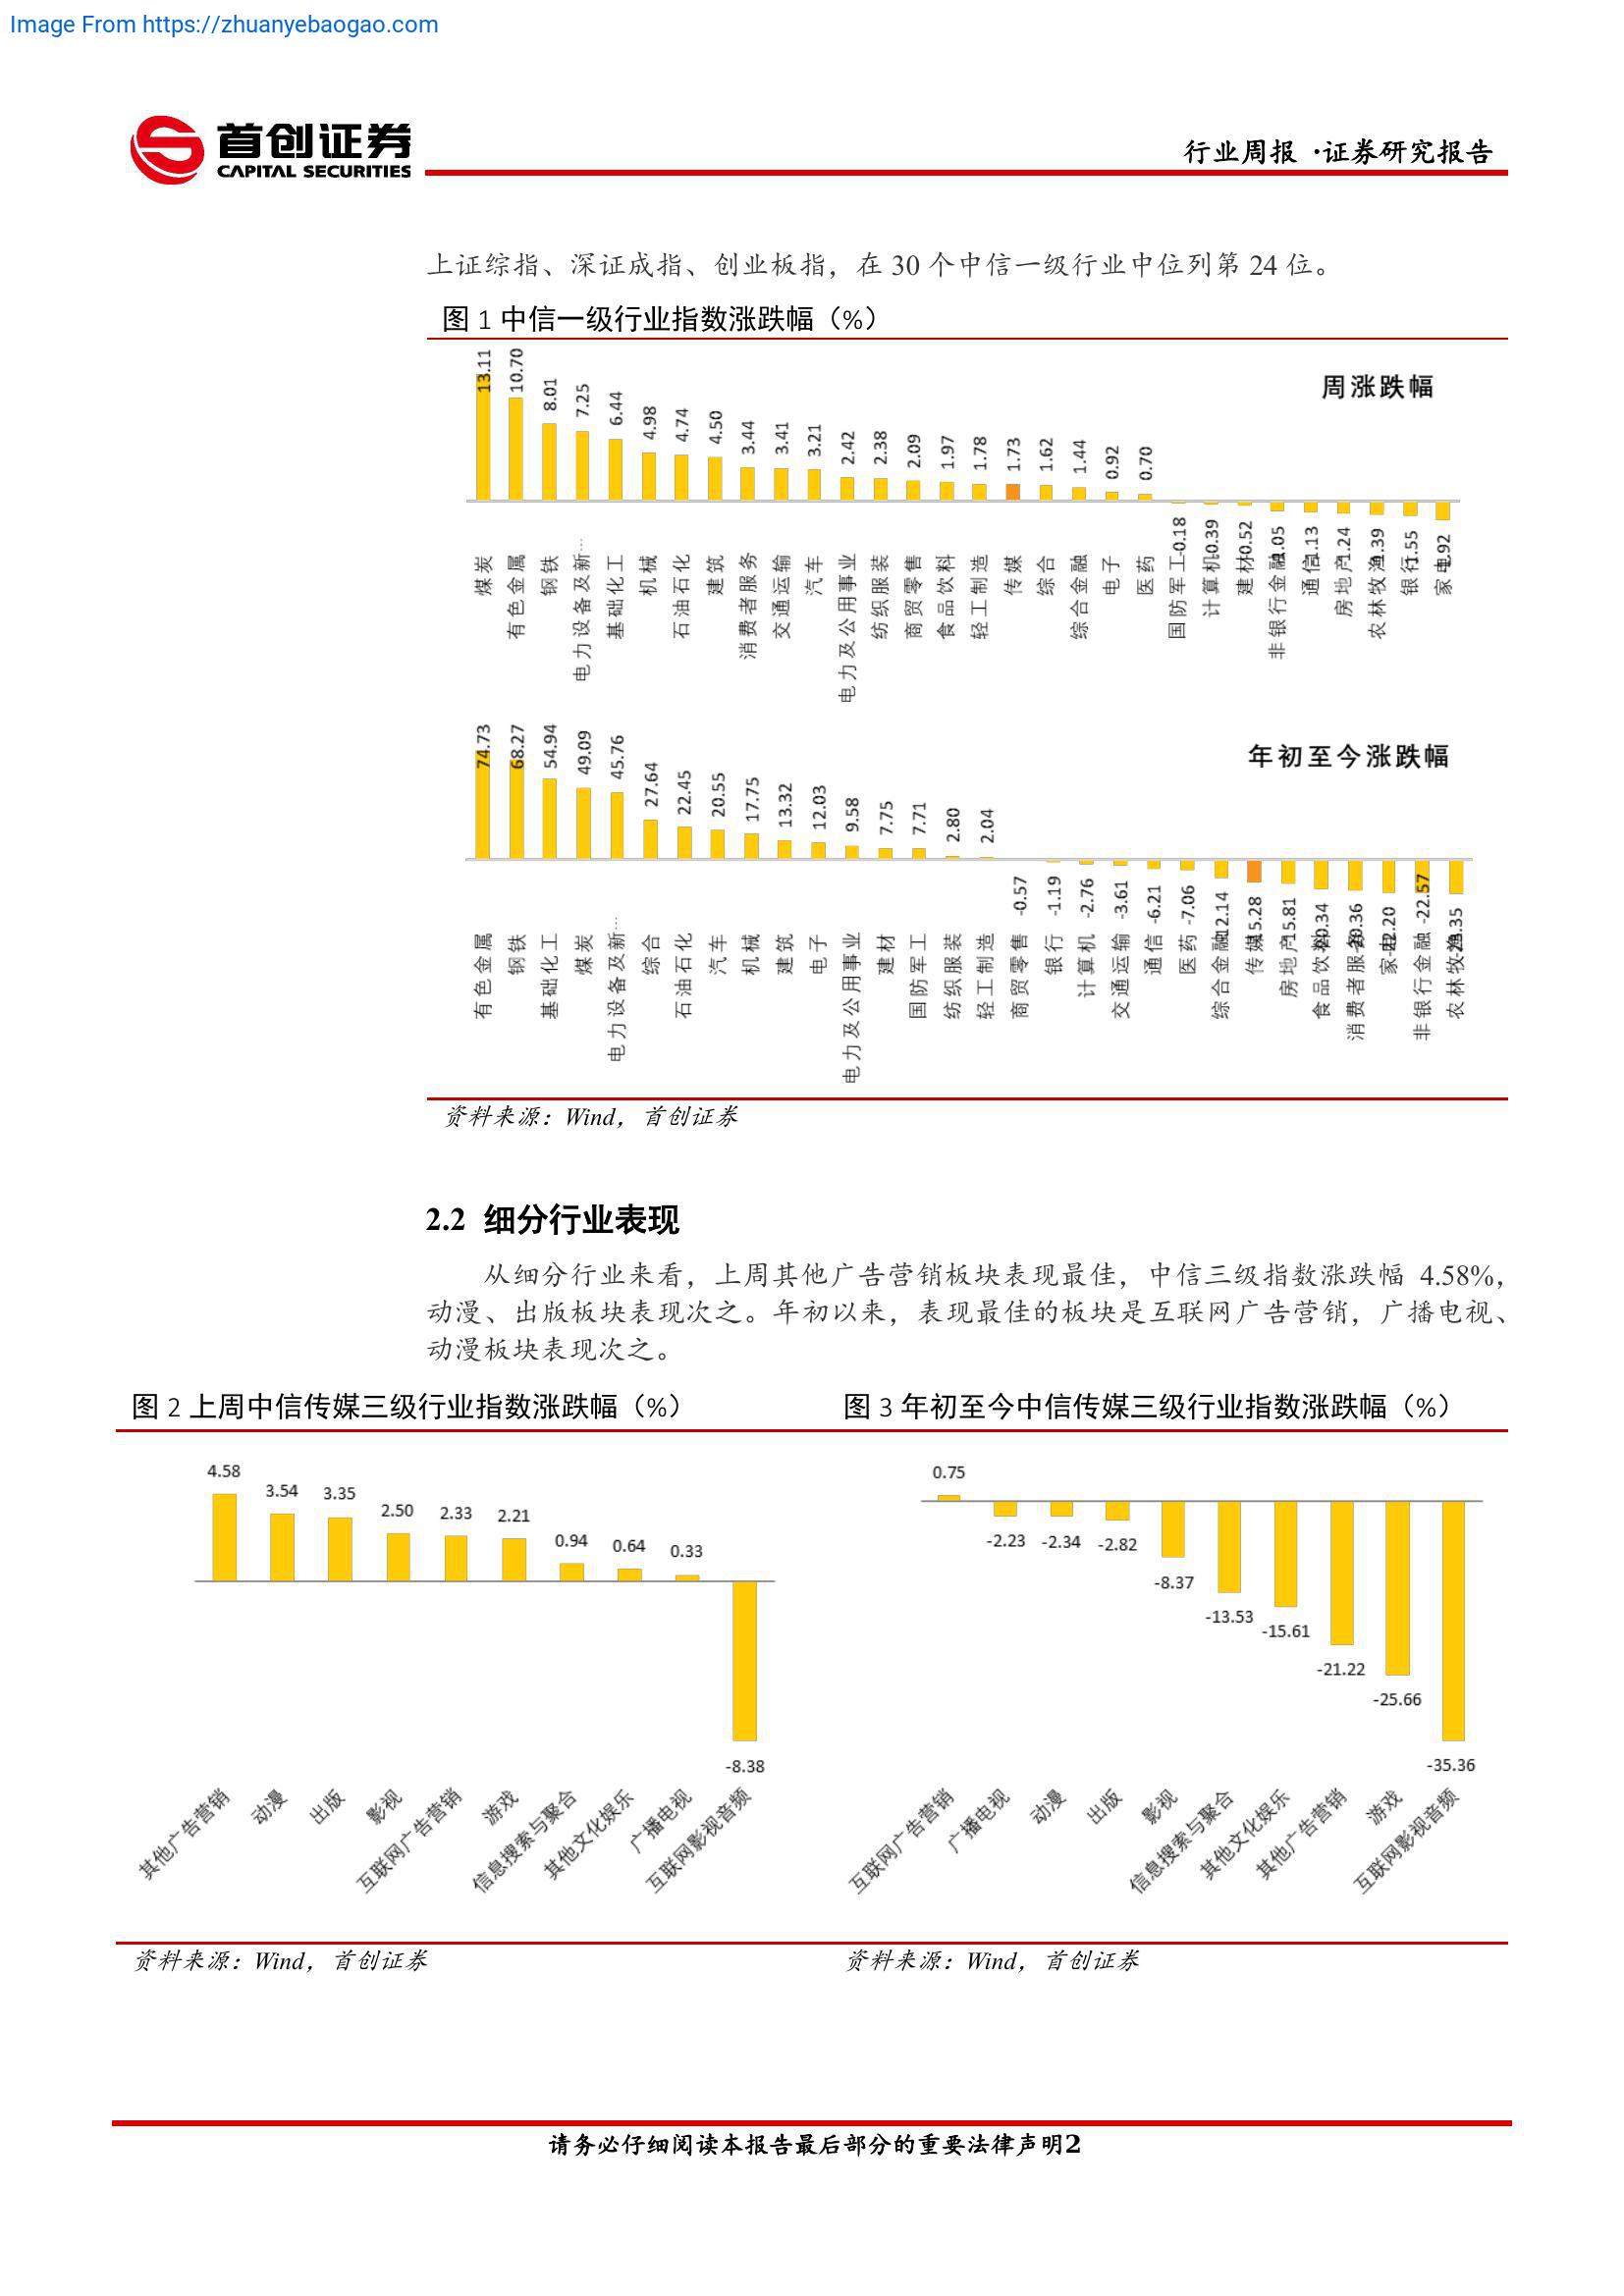 Image From https://zhuanyebaogao.com
首创证券
CAPITAL SECURITIES
行业周报 ·证券研究报告
上证综指、深证成指、创业板指，在 30 个中信一级行业中位列第 24 位。
图 1 中信一级行业指数涨跌幅（%）
周涨跌幅
13.11 10.70 8.01 7.25 6.44 4.98 4.74 4.50 3.44 3.41 3.21 2.42 2.38 2.09 1.97 1.78 1.73 1.62 1.44 0.92 0.70
-0.18 -0.39 -0.52 -1.05 -1.13 -1.24 -1.39 -1.55 -1.92
煤炭 有色金属 钢铁 电力设备及新… 基础化工 机械 石油石化 建筑 消费者服务 交通运输 汽车 电力及公用事业 纺织服装 商贸零售 食品饮料 轻工制造 传媒 综合 综合金融 电子 医药 国防军工 计算机 建材 非银行金融 通信 房地产 农林牧渔 银行 家电
年初至今涨跌幅
74.73 68.27 54.94 49.09 45.76 27.64 22.45 20.55 17.75 13.32 12.03 9.58 7.75 7.71 2.80 2.04
-0.57 -1.19 -2.76 -3.61 -6.21 -7.06 -12.14 -15.28 -15.81 -20.34 -20.36 -22.20 -22.57 -23.35
有色金属 钢铁 基础化工 煤炭 电力设备及新… 综合 石油石化 汽车 机械 建筑 电子 电力及公用事业 建材 国防军工 纺织服装 轻工制造 商贸零售 银行 计算机 交通运输 通信 医药 综合金融 传媒 房地产 食品饮料 消费者服务 家电 非银行金融 农林牧渔
资料来源：Wind，首创证券
2.2 细分行业表现
从细分行业来看，上周其他广告营销板块表现最佳，中信三级指数涨跌幅 4.58%，
动漫、出版板块表现次之。年初以来，表现最佳的板块是互联网广告营销，广播电视、
动漫板块表现次之。
图 2 上周中信传媒三级行业指数涨跌幅（%）
4.58 3.54 3.35 2.50 2.33 2.21 0.94 0.64 0.33
-8.38
其他广告营销 动漫 出版 影视 互联网广告营销 游戏 信息搜索与聚合 其他文化娱乐 广播电视 互联网影视音频
资料来源：Wind，首创证券
图 3 年初至今中信传媒三级行业指数涨跌幅（%）
0.75
-2.23 -2.34 -2.82 -8.37 -13.53 -15.61 -21.22 -25.66 -35.36
互联网广告营销 广播电视 动漫 出版 影视 信息搜索与聚合 其他文化娱乐 其他广告营销 游戏 互联网影视音频
资料来源：Wind，首创证券
请务必仔细阅读本报告最后部分的重要法律声明2